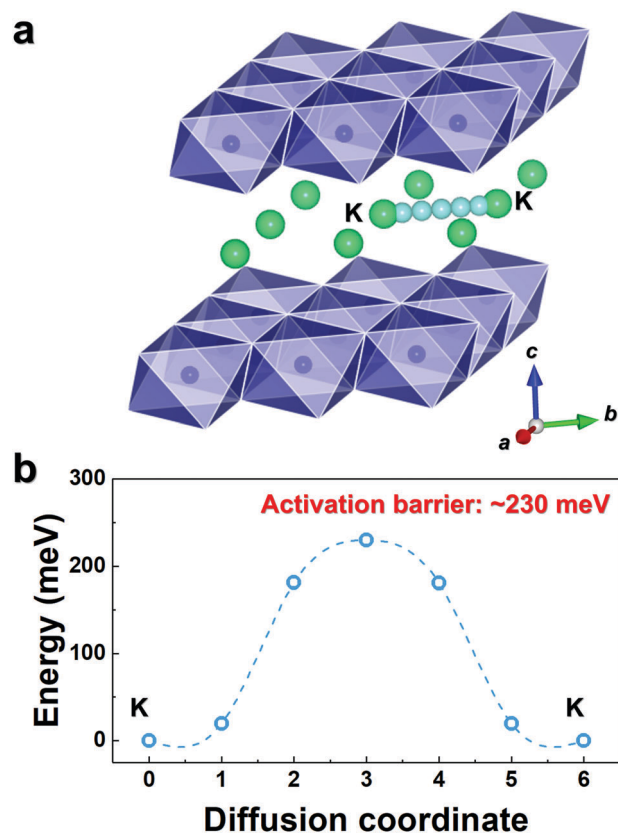 a
K
K
c
b
a
b
300
200
100
0
Energy (meV)
Activation barrier: ~230 meV
K
K
0 1 2 3 4 5 6
Diffusion coordinate